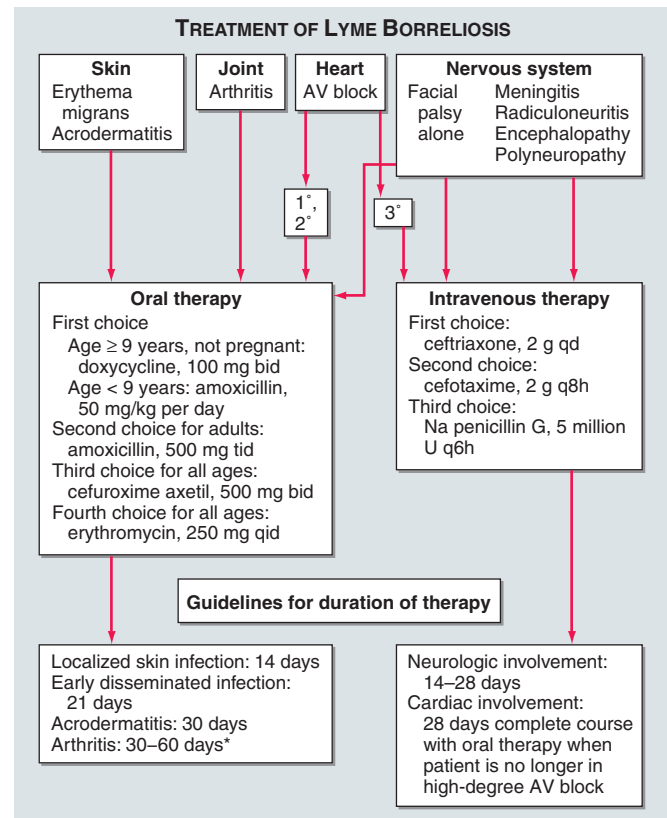 TREATMENT OF LYME BORRELIOSIS
Skin
Erythema
migrans
Acrodermatitis
Joint
Arthritis
Heart
AV block
Nervous system
Facial
palsy
alone
Meningitis
Radiculoneuritis
Encephalopathy
Polyneuropathy
1°,
2°
3°
Oral therapy
First choice
Age ≥ 9 years, not pregnant:
doxycycline, 100 mg bid
Age < 9 years: amoxicillin,
50 mg/kg per day
Second choice for adults:
amoxicillin, 500 mg tid
Third choice for all ages:
cefuroxime axetil, 500 mg bid
Fourth choice for all ages:
erythromycin, 250 mg qid
Intravenous therapy
First choice:
ceftriaxone, 2 g qd
Second choice:
cefotaxime, 2 g q8h
Third choice:
Na penicillin G, 5 million
U q6h
Guidelines for duration of therapy
Localized skin infection: 14 days
Early disseminated infection:
21 days
Acrodermatitis: 30 days
Arthritis: 30–60 days*
Neurologic involvement:
14–28 days
Cardiac involvement:
28 days complete course
with oral therapy when
patient is no longer in
high-degree AV block